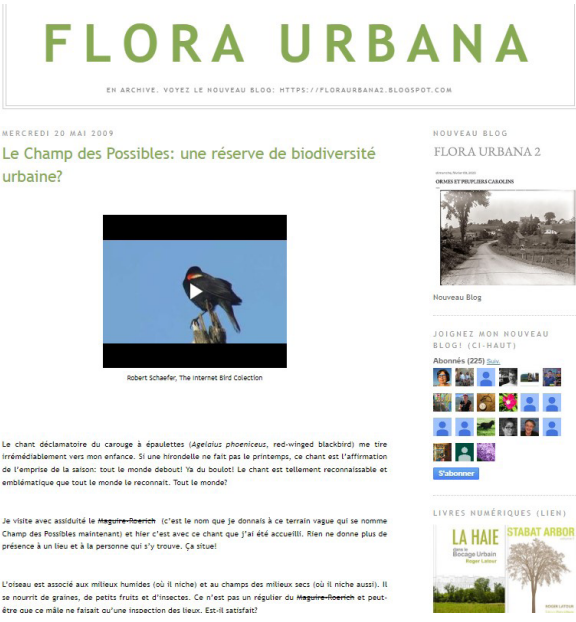 FLORA URBANA
EN ARCHIVE. VOYEZ LE NOUVEAU BLOG: HTTPS://FLORAURBANA2.BLOGSPOT.COM
MERCREDI 20 MAI 2009
Le Champ des Possibles: une réserve de biodiversité
urbaine?
Robert Schaefer, The Internet Bird Colection
Le chant déclamatoire du carouge à épaulettes (Agelaius phoeniceus, red-winged blackbird) me tire
irrémédiablement vers mon enfance. Si une hirondelle ne fait pas le printemps, ce chant est l'affirmation
de l'emprise de la saison: tout le monde debout! Ya du boulot! Le chant est tellement reconnaissable et
emblématique que tout le monde le reconnait. Tout le monde?
Je visite avec assiduité le Maguire-Roerich (c'est le nom que je donnais à ce terrain vague qui se nomme
Champ des Possibles maintenant) et hier c'est avec ce chant que j'ai été accueilli. Rien ne donne plus de
présence à un lieu et à la personne qui s'y trouve. Ça situe!
L'oiseau est associé aux milieux humides (où il niche) et au champs des milieux secs (où il niche aussi). Il
se nourrit de graines, de petits fruits et d'insectes. Ce n'est pas un régulier du Maguire-Roerich et peut-
être que ce mâle ne faisait qu'une inspection des lieux. Est-il satisfait?
NOUVEAU BLOG
FLORA URBANA 2
ORMES ET PEUPLIERS CAROLINS
Nouveau Blog
JOIGNEZ MON NOUVEAU
BLOG! (CI-HAUT)
Abonnés (225) Suiv.
S'abonner
LIVRES NUMÉRIQUES (LIEN)
LA HAIE
dans le
Bocage Urbain
Roger Latour
STABAT ARBOR
ROGER LATOUR